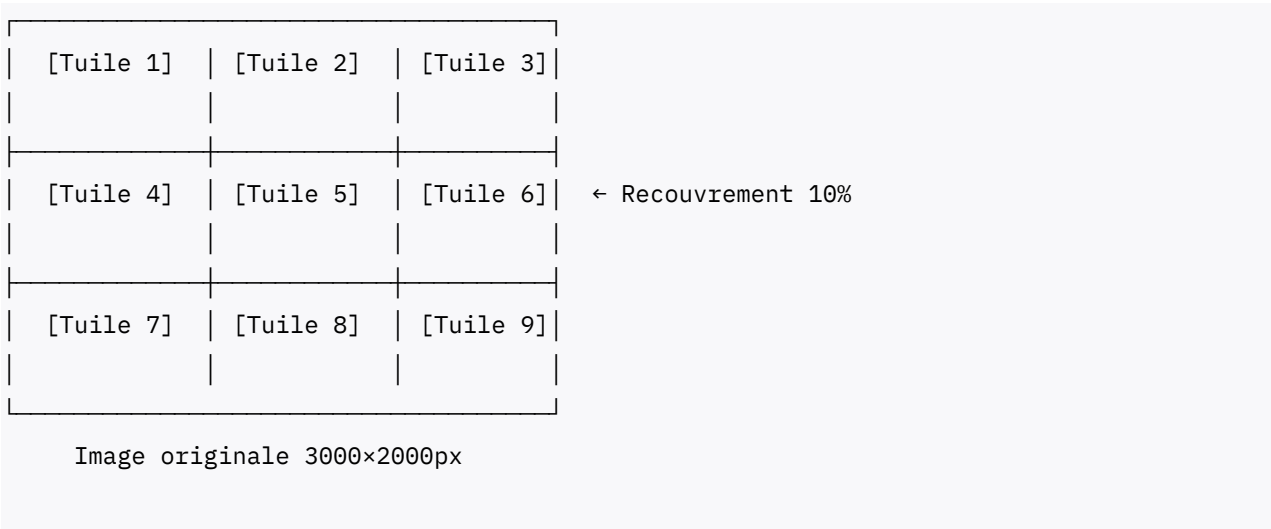 [Tuile 1] [Tuile 2] [Tuile 3]
[Tuile 4] [Tuile 5] [Tuile 6] ← Recouvrement 10%
[Tuile 7] [Tuile 8] [Tuile 9]
Image originale 3000×2000px